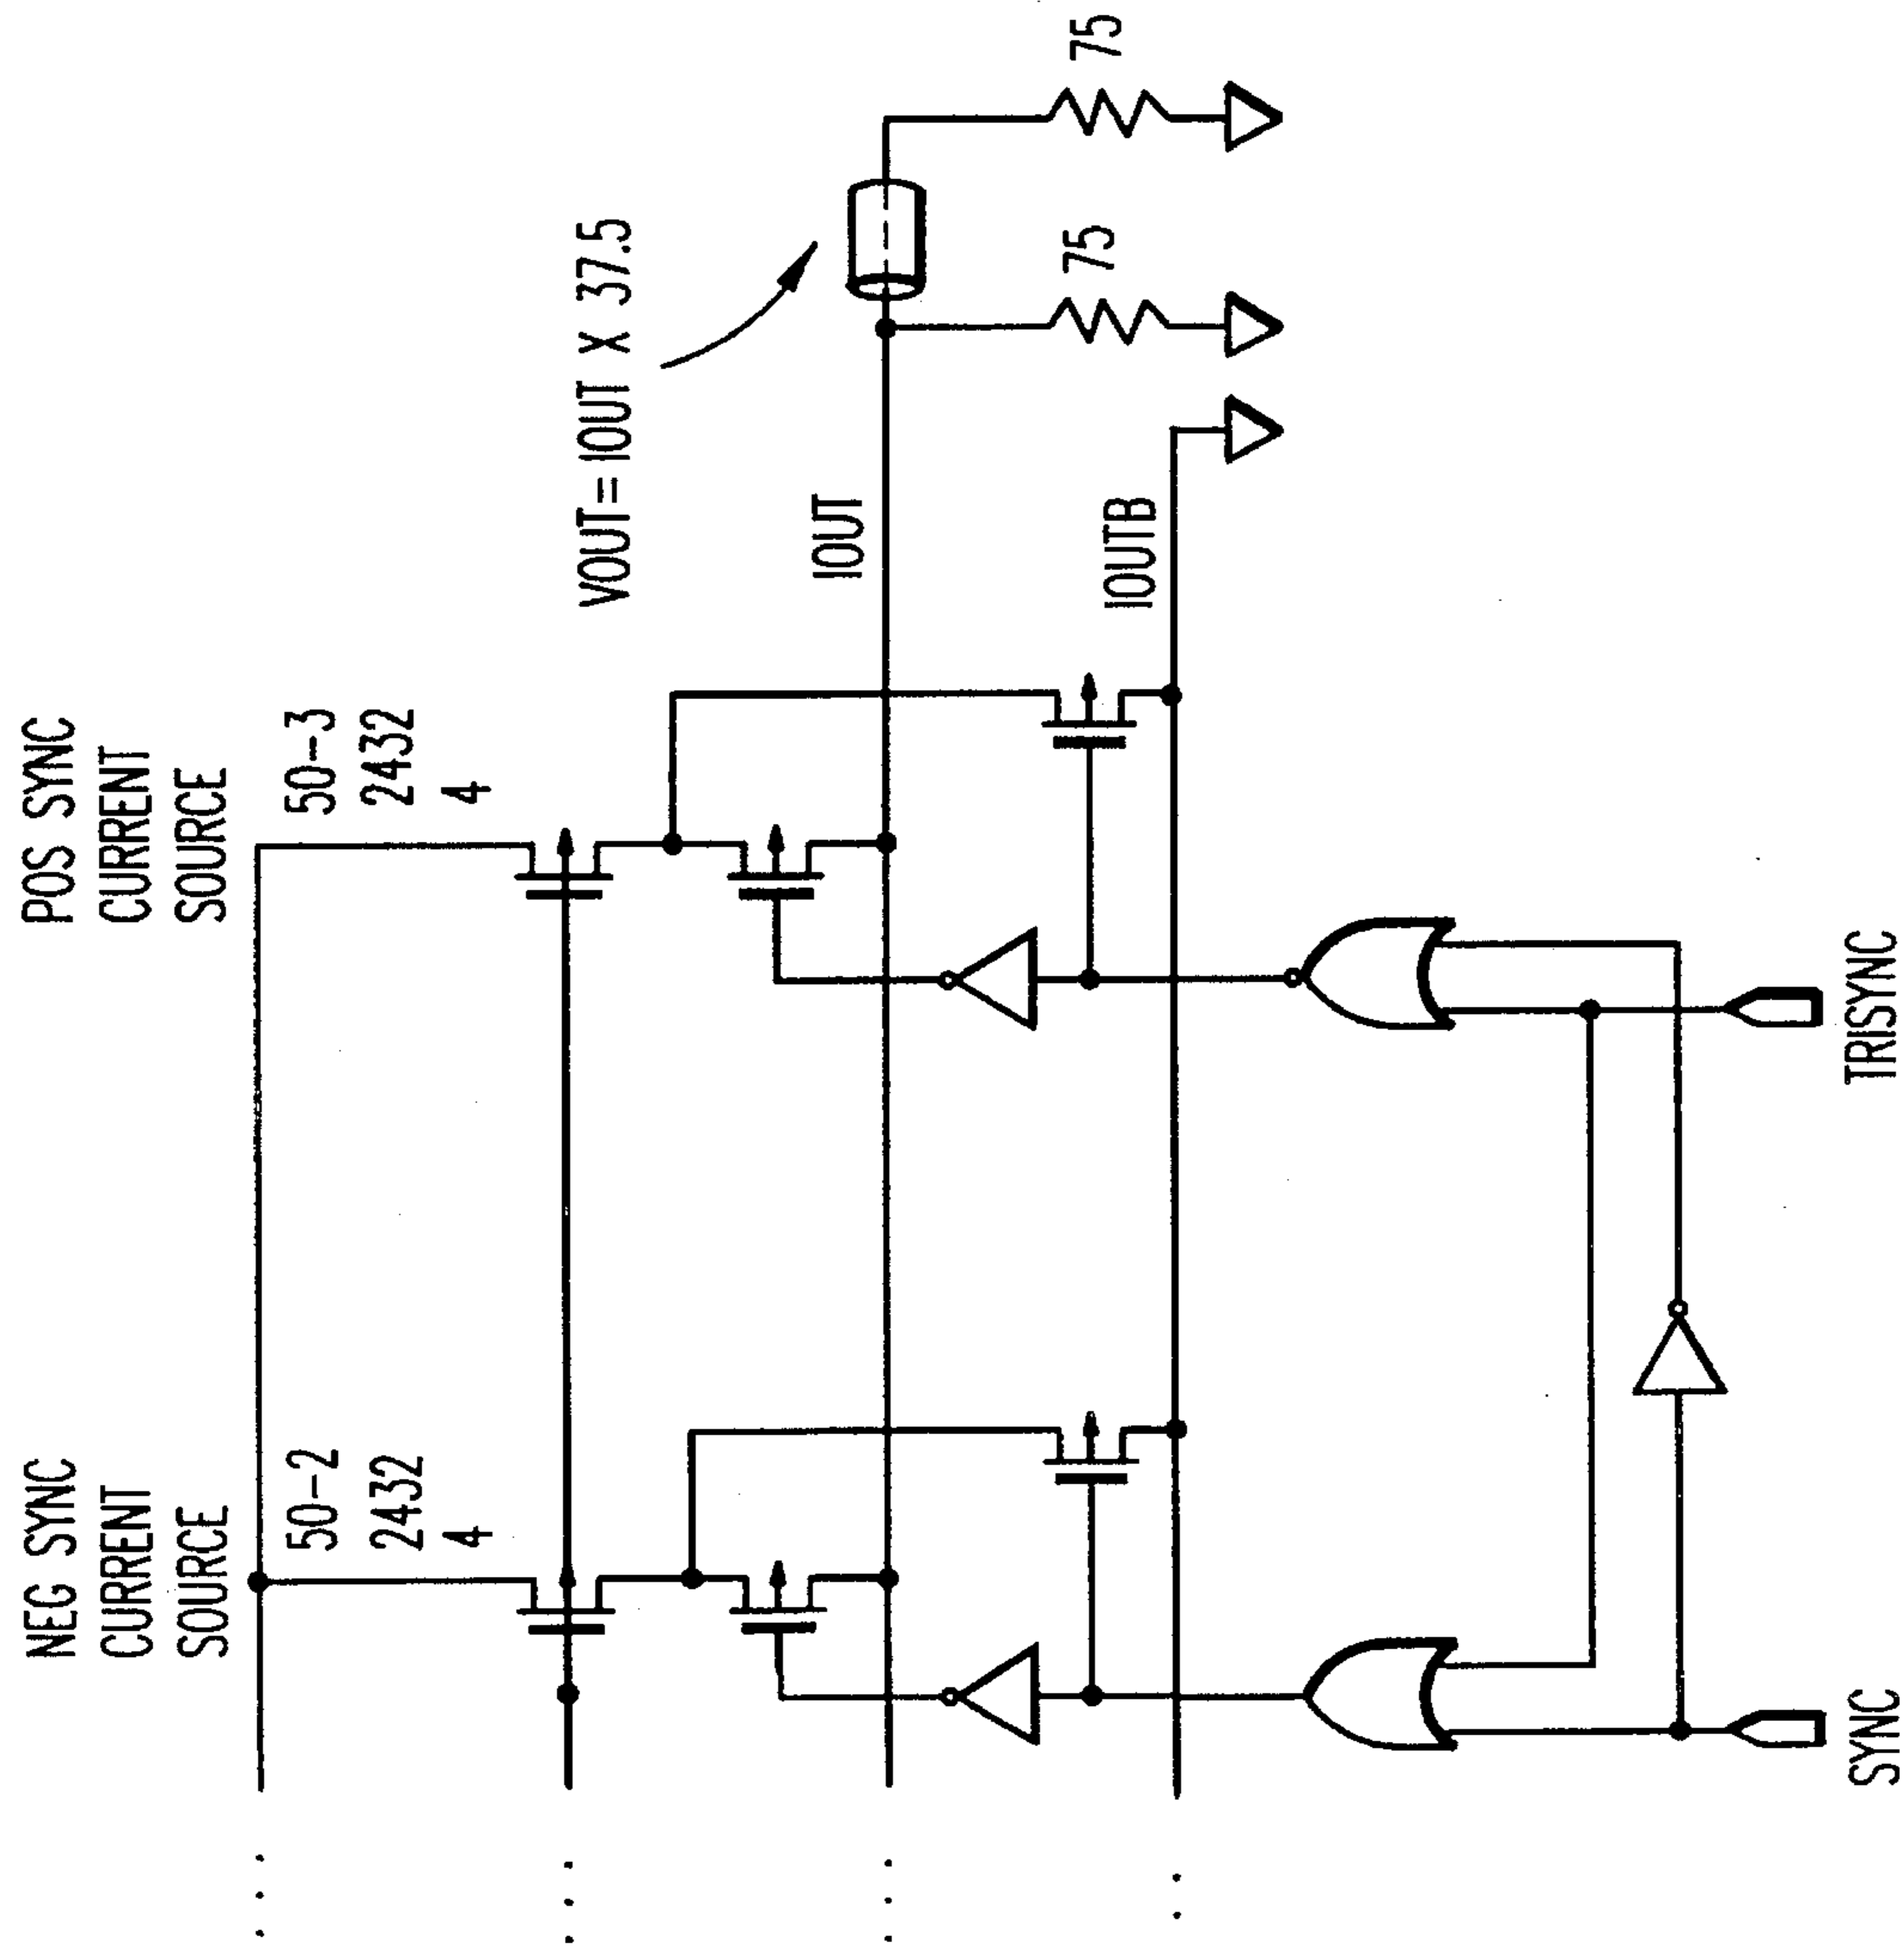 NEG SYNC
CURRENT
SOURCE
50-2
2432
4
POS SYNC
CURRENT
SOURCE
50-3
2432
4
VOUT=IOUT X 37.5
IOUT
IOUTB
75
75
SYNC
TRISYNC